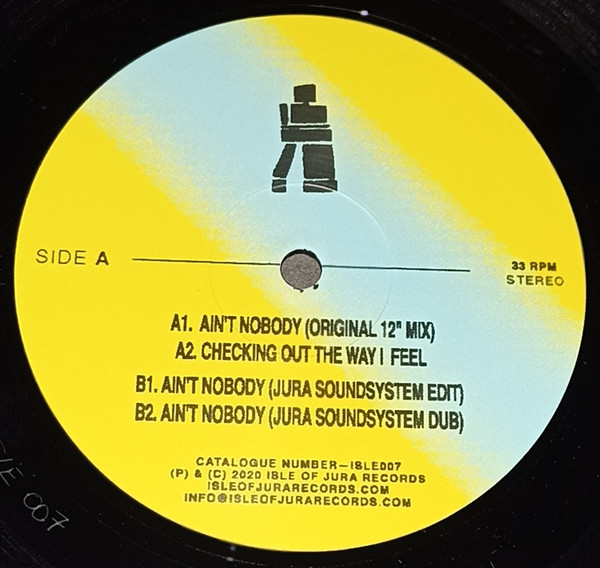 SIDE A
33 RPM
STEREO
A1. AIN'T NOBODY (ORIGINAL 12" MIX)
A2. CHECKING OUT THE WAY I FEEL
B1. AIN'T NOBODY (JURA SOUNDSYSTEM EDIT)
B2. AIN'T NOBODY (JURA SOUNDSYSTEM DUB)
CATALOGUE NUMBER—ISLE007
(P) & (C) 2020 ISLE OF JURA RECORDS
ISLEOFJURARECORDS.COM
INFO@ISLEOFJURARECORDS.COM
007